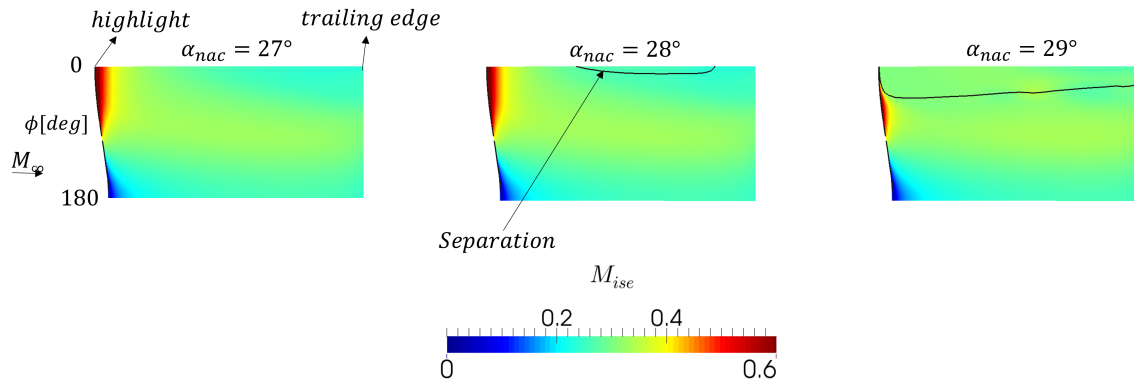 highlight
trailing edge
α_nac = 27°
α_nac = 28°
α_nac = 29°
0
ϕ[deg]
M_∞
180
Separation
M_ise
0.2 0.4
0 0.6